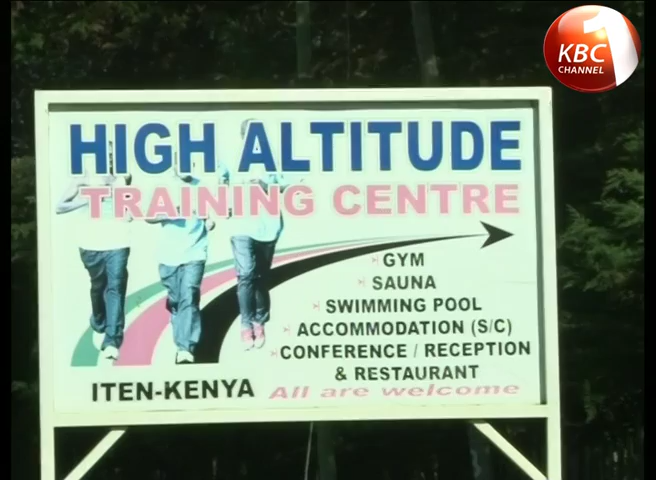 KBC 1
CHANNEL
HIGH ALTITUDE
TRAINING CENTRE
GYM
SAUNA
SWIMMING POOL
ACCOMMODATION (S/C)
CONFERENCE / RECEPTION
& RESTAURANT
ITEN-KENYA All are welcome